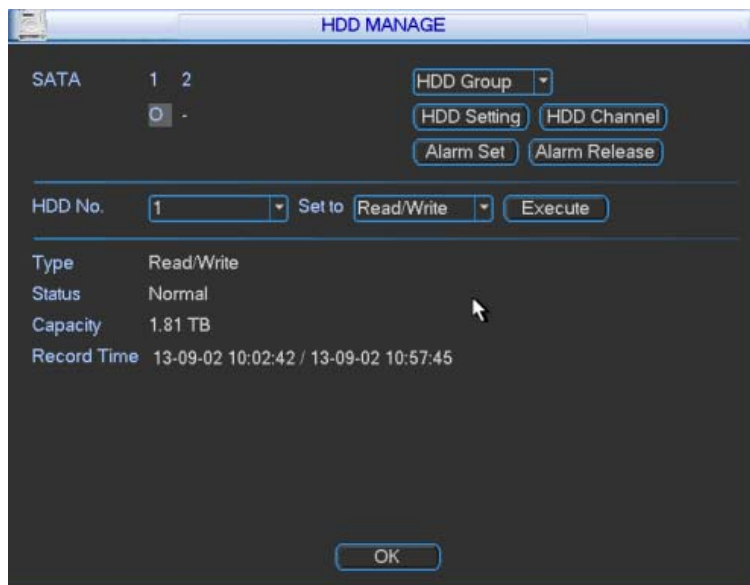 HDD MANAGE
SATA 1 2 HDD Group
O - HDD Setting HDD Channel
Alarm Set Alarm Release
HDD No. 1 Set to Read/Write Execute
Type Read/Write
Status Normal
Capacity 1.81 TB
Record Time 13-09-02 10:02:42 / 13-09-02 10:57:45
OK